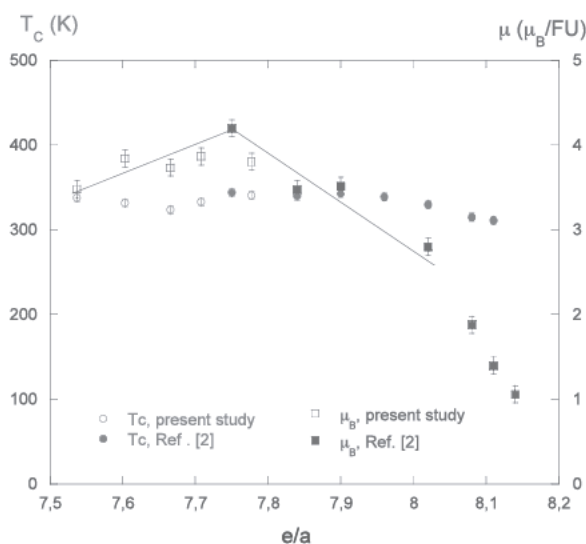 T_C (K)
μ (μ_B/FU)
500
5
400
4
300
3
200
2
100
1
0
0
Tc, present study
Tc, Ref . [2]
μ_B, present study
μ_B, Ref. [2]
7,5
7,6
7,7
7,8
7,9
8
8,1
8,2
e/a